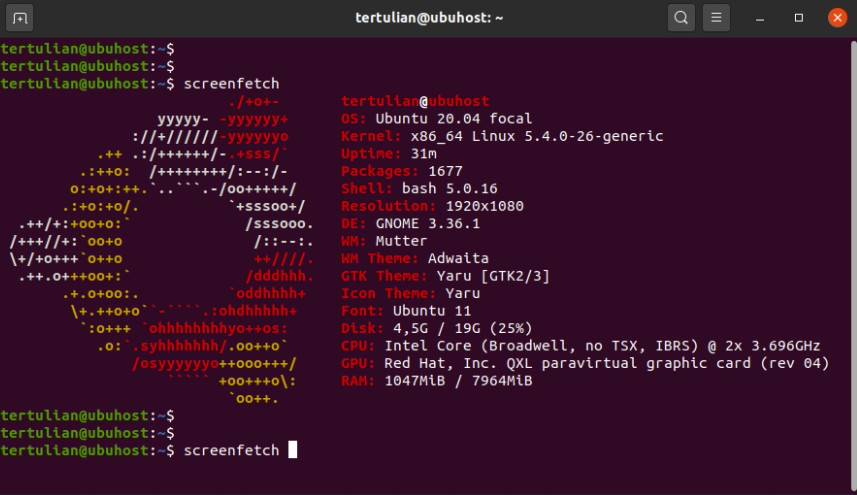 tertulian@ubuhost: ~
tertulian@ubuhost:~$
tertulian@ubuhost:~$
tertulian@ubuhost:~$ screenfetch
                          ./+o+-       tertulian@ubuhost
                  yyyyy- -yyyyyy+      OS: Ubuntu 20.04 focal
               ://+//////-yyyyyyo      Kernel: x86_64 Linux 5.4.0-26-generic
           .++ .:/++++++/-.+sss/`      Uptime: 31m
         .:++o:  /++++++++/:--:/-      Packages: 1677
        o:+o+:++.`..```.-/oo+++++/     Shell: bash 5.0.16
       .:+o:+o/.          `+sssoo+/    Resolution: 1920x1080
  .++/+:+oo+o:`             /sssooo.   DE: GNOME 3.36.1
 /+++//+:`oo+o               /::--:.   WM: Mutter
 \+/+o+++`o++o               ++////.   WM Theme: Adwaita
  .++.o+++oo+:`             /dddhhh.   GTK Theme: Yaru [GTK2/3]
       .+.o+oo:.          `oddhhhh+    Icon Theme: Yaru
        \+.++o+o``-````.:ohdhhhhh+     Font: Ubuntu 11
         `:o+++ `ohhhhhhhhyo++os:      Disk: 4,5G / 19G (25%)
           .o:`.syhhhhhhh/.oo++o`      CPU: Intel Core (Broadwell, no TSX, IBRS) @ 2x 3.696GHz
               /osyyyyyyo++ooo+++/     GPU: Red Hat, Inc. QXL paravirtual graphic card (rev 04)
                   ````` +oo+++o\:     RAM: 1047MiB / 7964MiB
                          `oo++.
tertulian@ubuhost:~$
tertulian@ubuhost:~$
tertulian@ubuhost:~$ screenfetch